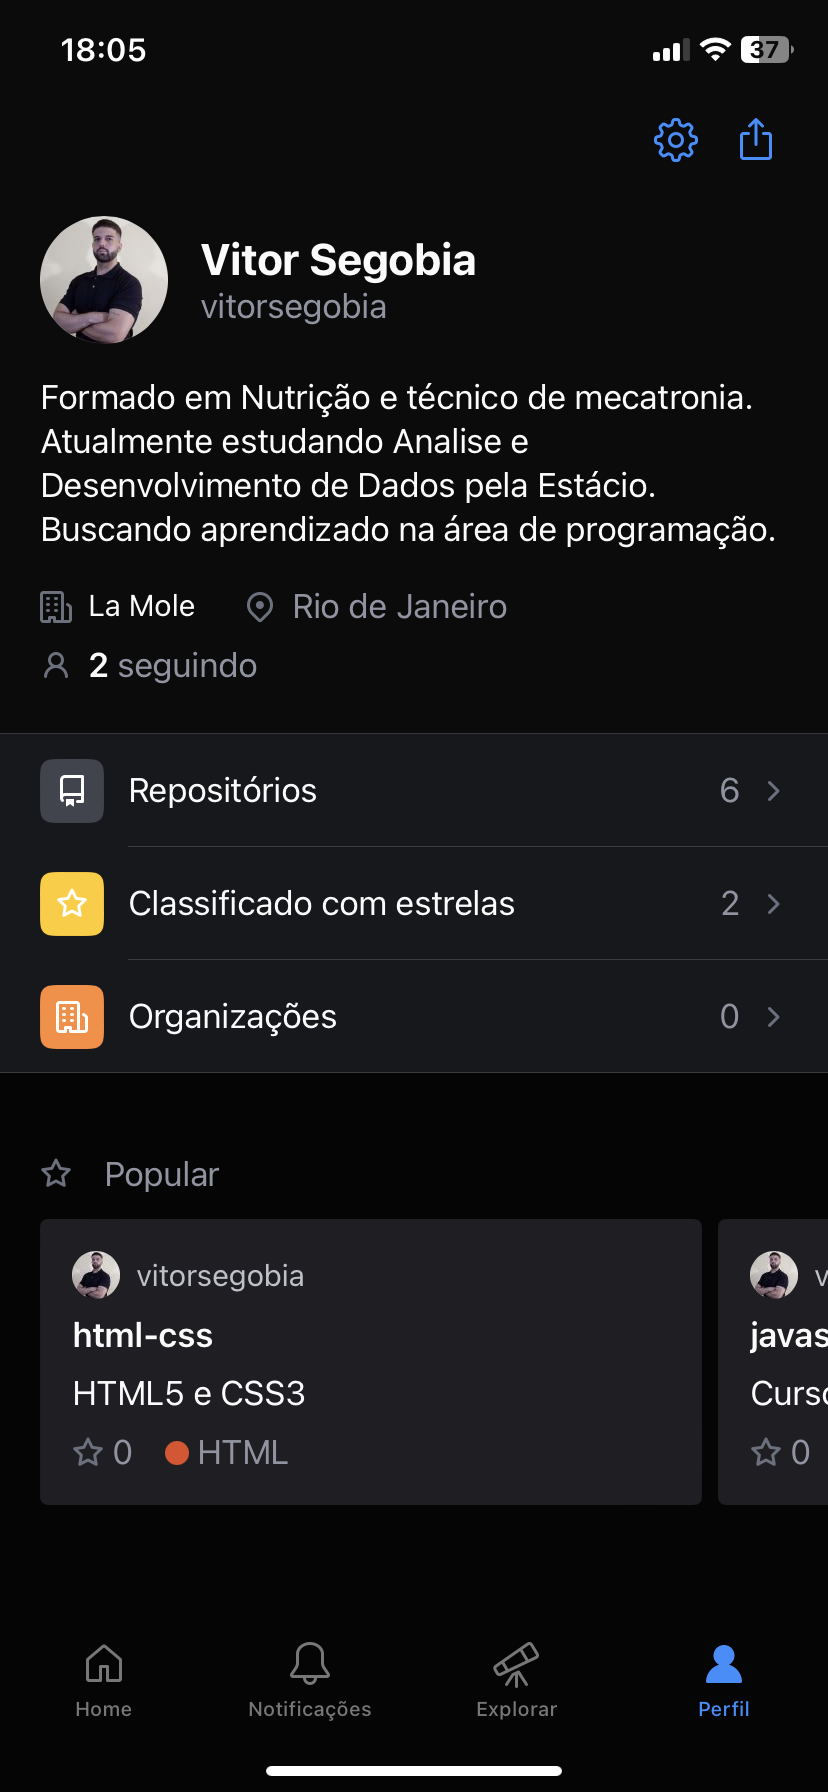 18:05
37
Vitor Segobia
vitorsegobia
Formado em Nutrição e técnico de mecatronia.
Atualmente estudando Analise e
Desenvolvimento de Dados pela Estácio.
Buscando aprendizado na área de programação.
La Mole Rio de Janeiro
2 seguindo
Repositórios 6
Classificado com estrelas 2
Organizações 0
Popular
vitorsegobia
html-css
HTML5 e CSS3
0 HTML
v
javas
Curso
0
Home Notificações Explorar Perfil